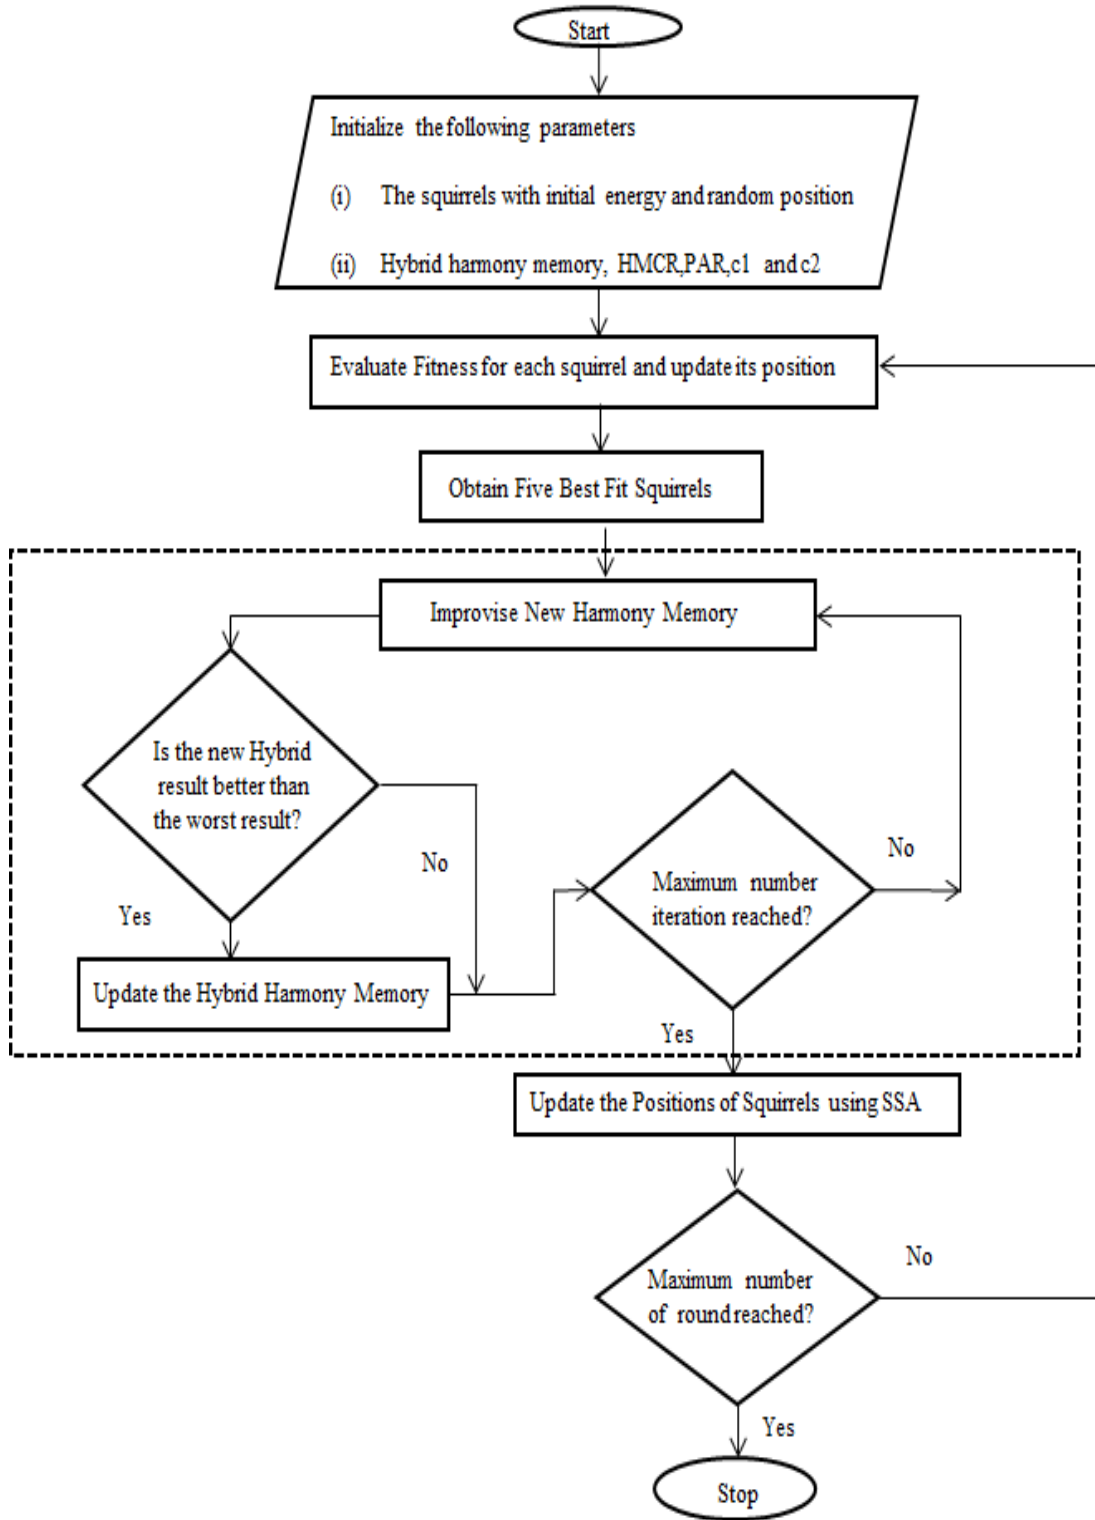 Start
Initialize the following parameters
(i) The squirrels with initial energy and random position
(ii) Hybrid harmony memory, HMCR,PAR,c1 and c2
Evaluate Fitness for each squirrel and update its position
Obtain Five Best Fit Squirrels
Improvise New Harmony Memory
Is the new Hybrid
result better than
the worst result?
No
Yes
Update the Hybrid Harmony Memory
Maximum number
iteration reached?
No
Yes
Update the Positions of Squirrels using SSA
Maximum number
of round reached?
No
Yes
Stop